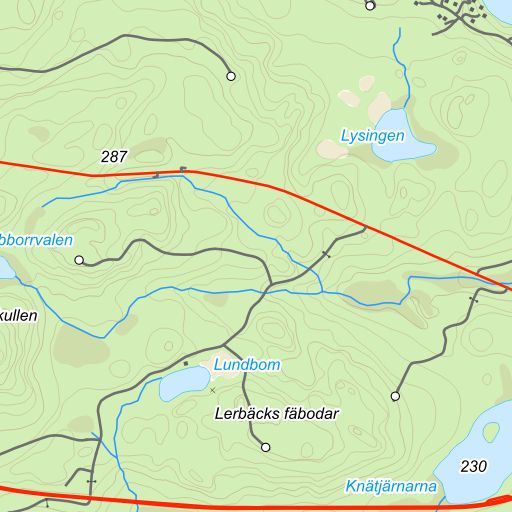 Lysingen
287
bborrvalen
kullen
Lundbom
Lerbäcks fäbodar
230
Knätjärnarna